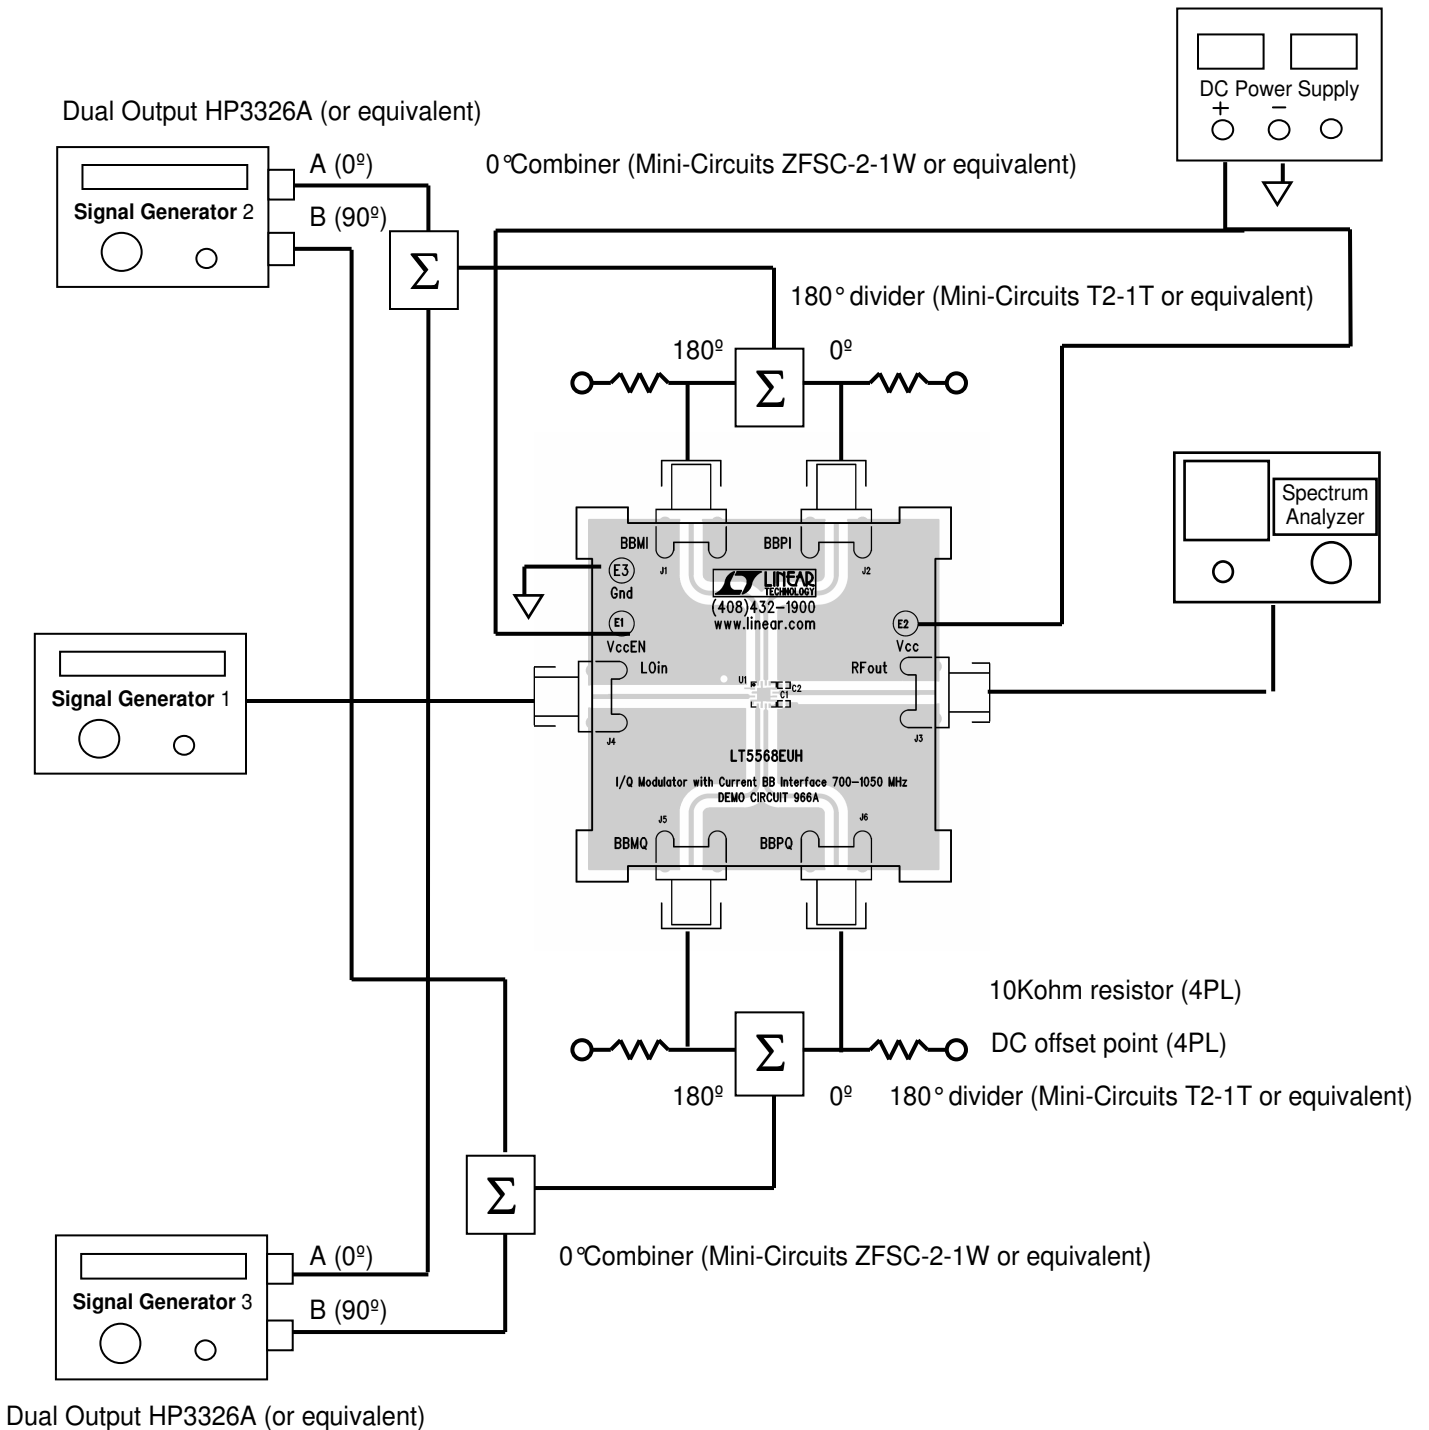 DC Power Supply
+ −
Dual Output HP3326A (or equivalent)
A (0º)
0°Combiner (Mini-Circuits ZFSC-2-1W or equivalent)
Signal Generator 2
B (90º)
Σ
180° divider (Mini-Circuits T2-1T or equivalent)
180º
0º
Σ
Spectrum
Analyzer
BBMI
BBPI
J1
J2
E3
Gnd
LINEAR
TECHNOLOGY
(408)432-1900
www.linear.com
E1
VccEN
E2
Vcc
LOin
RFout
U1
C2
C1
Signal Generator 1
J4
J3
LT5568EUH
I/Q Modulator with Current BB Interface 700-1050 MHz
DEMO CIRCUIT 966A
J5
J6
BBMQ
BBPQ
10Kohm resistor (4PL)
Σ
DC offset point (4PL)
180º
0º
180° divider (Mini-Circuits T2-1T or equivalent)
Σ
A (0º)
0°Combiner (Mini-Circuits ZFSC-2-1W or equivalent)
Signal Generator 3
B (90º)
Dual Output HP3326A (or equivalent)